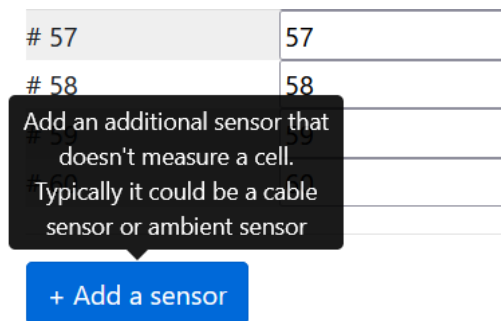 # 57 57
# 58 58
Add an additional sensor that
doesn't measure a cell.
Typically it could be a cable
sensor or ambient sensor
+ Add a sensor